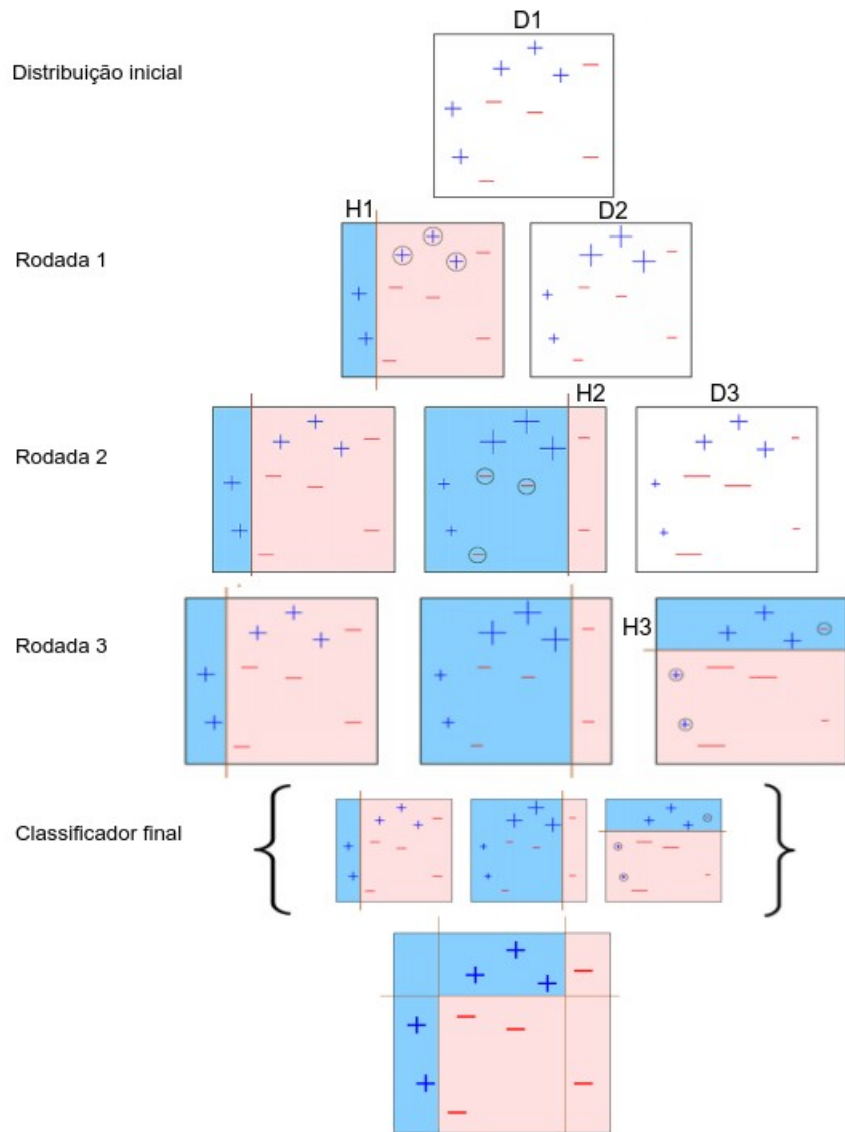 D1
Distribuição inicial
H1
D2
Rodada 1
H2
D3
Rodada 2
Rodada 3
H3
Classificador final